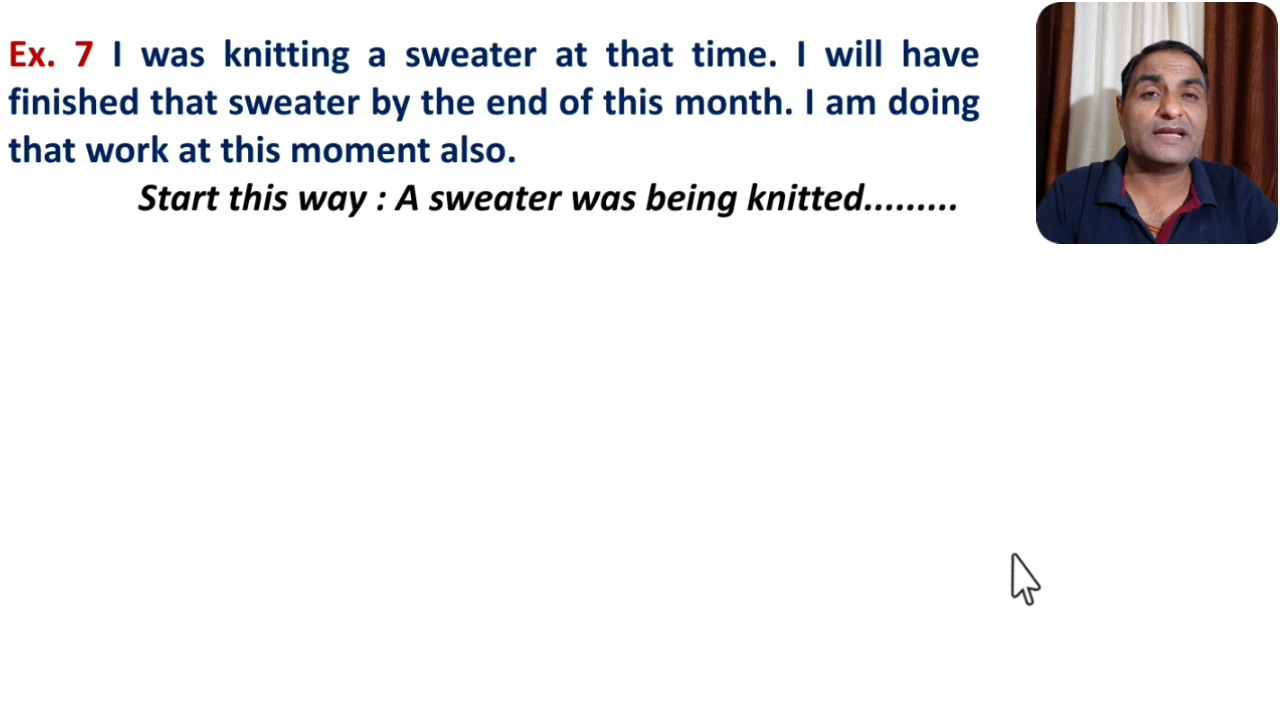 Ex. 7 I was knitting a sweater at that time. I will have
finished that sweater by the end of this month. I am doing
that work at this moment also.
Start this way : A sweater was being knitted.........